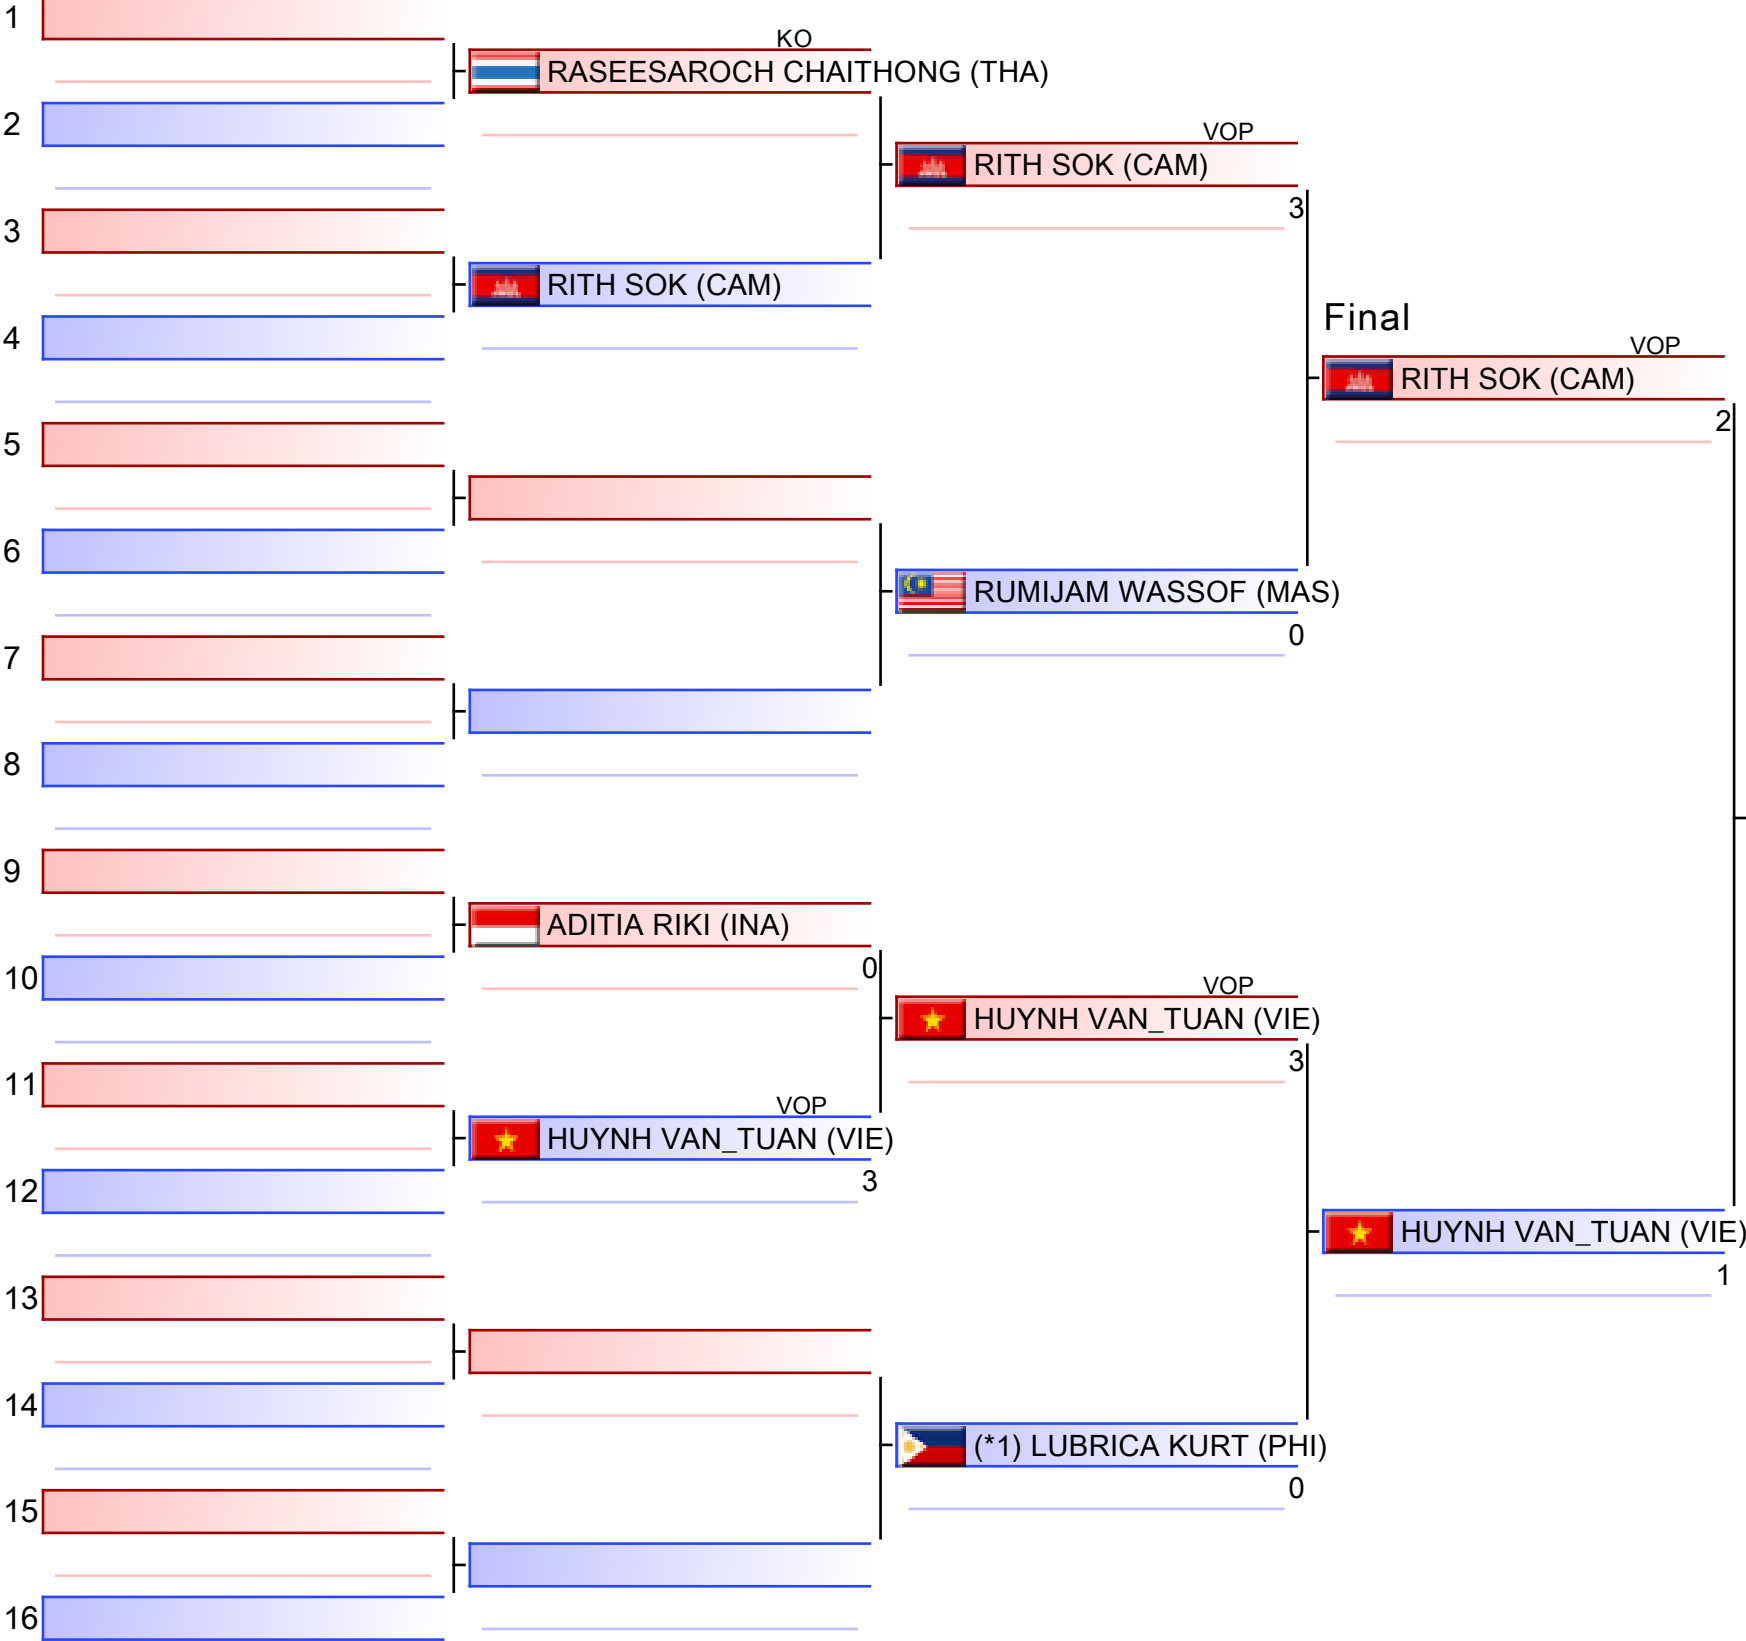 1
KO
RASEESAROCH CHAITHONG (THA)
2
VOP
RITH SOK (CAM)
3
3
RITH SOK (CAM)
4
Final
VOP
RITH SOK (CAM)
2
5
6
RUMIJAM WASSOF (MAS)
0
7
8
9
ADITIA RIKI (INA)
0
10
VOP
HUYNH VAN_TUAN (VIE)
3
11
VOP
HUYNH VAN_TUAN (VIE)
3
12
HUYNH VAN_TUAN (VIE)
1
13
14
(*1) LUBRICA KURT (PHI)
0
15
16